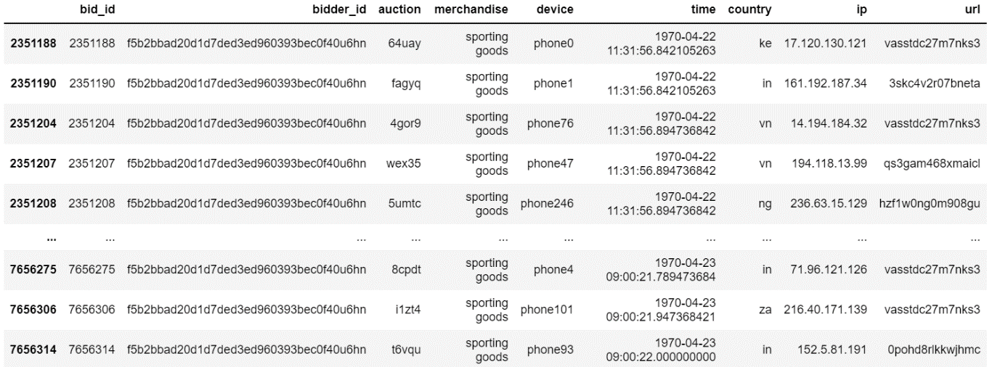 bid_id bidder_id auction merchandise device time country ip url
2351188 2351188 f5b2bbad20d1d7ded3ed960393bec0f40u6hn 64uay sporting goods phone0 1970-04-22 11:31:56.842105263 ke 17.120.130.121 vasstdc27m7nks3
2351190 2351190 f5b2bbad20d1d7ded3ed960393bec0f40u6hn fagyq sporting goods phone1 1970-04-22 11:31:56.842105263 in 161.192.187.34 3skc4v2r07bneta
2351204 2351204 f5b2bbad20d1d7ded3ed960393bec0f40u6hn 4gor9 sporting goods phone76 1970-04-22 11:31:56.894736842 vn 14.194.184.32 vasstdc27m7nks3
2351207 2351207 f5b2bbad20d1d7ded3ed960393bec0f40u6hn wex35 sporting goods phone47 1970-04-22 11:31:56.894736842 vn 194.118.13.99 qs3gam468xmaicl
2351208 2351208 f5b2bbad20d1d7ded3ed960393bec0f40u6hn 5umtc sporting goods phone246 1970-04-22 11:31:56.894736842 ng 236.63.15.129 hzf1w0ng0m908gu
... ... ... ... ... ... ... ... ... ...
7656275 7656275 f5b2bbad20d1d7ded3ed960393bec0f40u6hn 8cpdt sporting goods phone4 1970-04-23 09:00:21.789473684 in 71.96.121.126 vasstdc27m7nks3
7656306 7656306 f5b2bbad20d1d7ded3ed960393bec0f40u6hn i1zt4 sporting goods phone101 1970-04-23 09:00:21.947368421 za 216.40.171.139 vasstdc27m7nks3
7656314 7656314 f5b2bbad20d1d7ded3ed960393bec0f40u6hn t6vqu sporting goods phone93 1970-04-23 09:00:22.000000000 in 152.5.81.191 0pohd8rlkkwjhmc